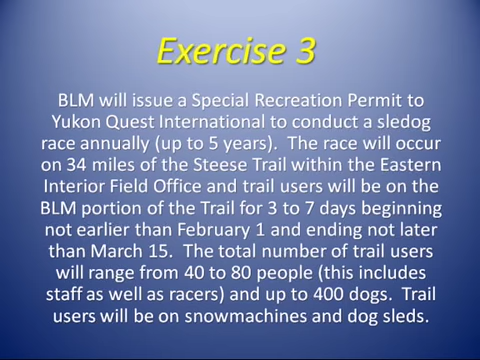 Exercise 3
BLM will issue a Special Recreation Permit to
Yukon Quest International to conduct a sledog
race annually (up to 5 years).  The race will occur
on 34 miles of the Steese Trail within the Eastern
Interior Field Office and trail users will be on the
BLM portion of the Trail for 3 to 7 days beginning
not earlier than February 1 and ending not later
than March 15.  The total number of trail users
will range from 40 to 80 people (this includes
staff as well as racers) and up to 400 dogs.  Trail
users will be on snowmachines and dog sleds.